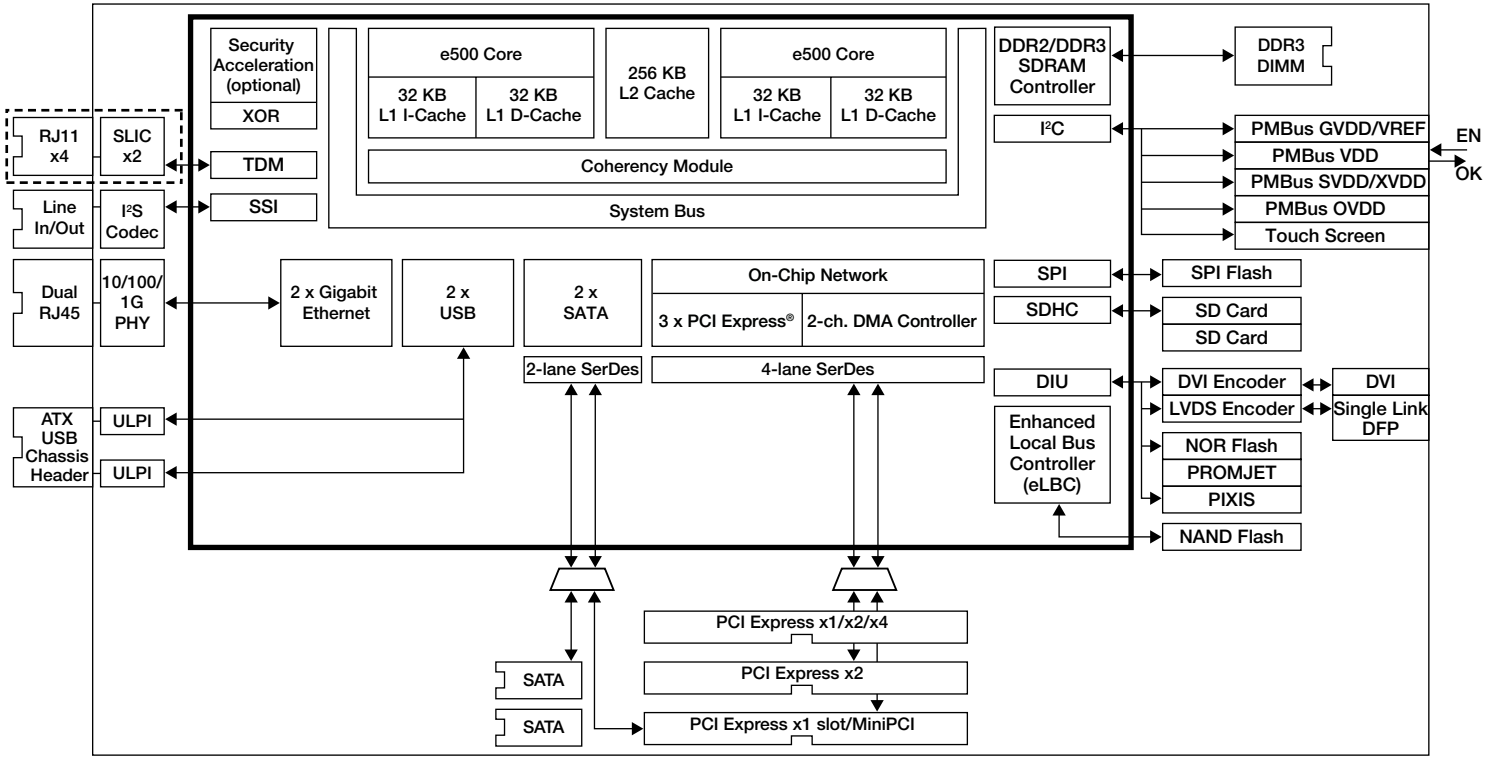 Security
Acceleration
(optional)
XOR
e500 Core
32 KB
L1 I-Cache
32 KB
L1 D-Cache
256 KB
L2 Cache
e500 Core
32 KB
L1 I-Cache
32 KB
L1 D-Cache
Coherency Module
System Bus
DDR2/DDR3
SDRAM
Controller
DDR3
DIMM
RJ11
x4
SLIC
x2
TDM
I²C
PMBus GVDD/VREF
PMBus VDD
PMBus SVDD/XVDD
PMBus OVDD
Touch Screen
EN
OK
Line
In/Out
I²S
Codec
SSI
Dual
RJ45
10/100/
1G
PHY
2 x Gigabit
Ethernet
2 x
USB
2 x
SATA
On-Chip Network
3 x PCI Express®
2-ch. DMA Controller
2-lane SerDes
4-lane SerDes
SPI
SPI Flash
SDHC
SD Card
SD Card
DIU
DVI Encoder
LVDS Encoder
DVI
Single Link
DFP
Enhanced
Local Bus
Controller
(eLBC)
NOR Flash
PROMJET
PIXIS
NAND Flash
ATX
USB
Chassis
Header
ULPI
ULPI
PCI Express x1/x2/x4
PCI Express x2
PCI Express x1 slot/MiniPCI
SATA
SATA